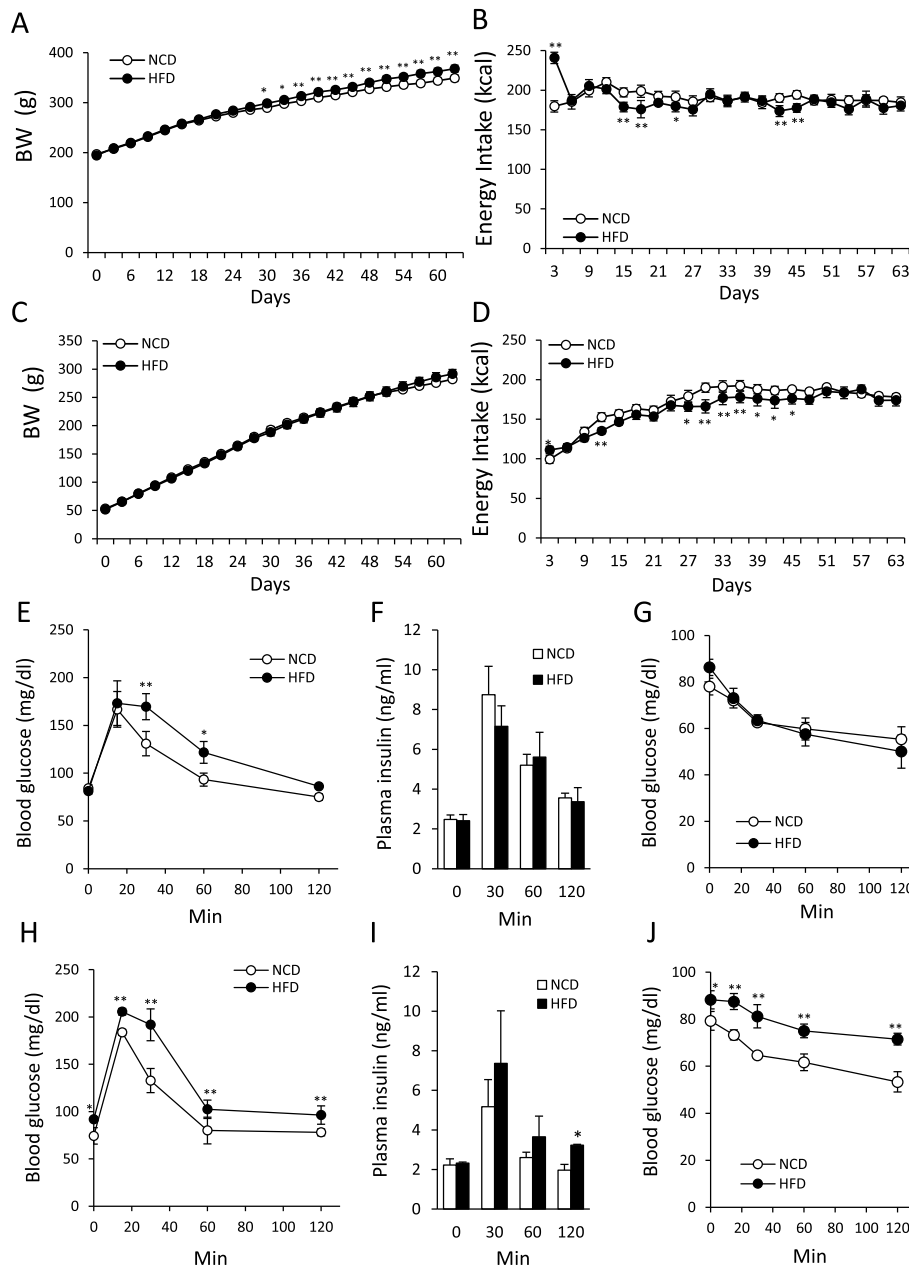 A
BW (g)
400
300
200
100
0
NCD
HFD
* * ** ** ** ** ** ** ** ** ** **
0 6 12 18 24 30 36 42 48 54 60
Days
B
Energy Intake (kcal)
250
200
150
100
50
0
**
** ** * ** **
NCD
HFD
3 9 15 21 27 33 39 45 51 57 63
Days
C
BW (g)
350
300
250
200
150
100
50
0
NCD
HFD
0 6 12 18 24 30 36 42 48 54 60
Days
D
Energy Intake (kcal)
250
200
150
100
50
0
NCD
HFD
*
** * ** ** ** * * *
3 9 15 21 27 33 39 45 51 57 63
Days
E
Blood glucose (mg/dl)
250
200
150
100
50
0
NCD
HFD
** *
0 20 40 60 80 100 120
Min
F
Plasma insulin (ng/ml)
12
10
8
6
4
2
0
NCD
HFD
0 30 60 120
Min
G
Blood glucose (mg/dl)
100
80
60
40
20
0
NCD
HFD
0 20 40 60 80 100 120
Min
H
Blood glucose (mg/dl)
250
200
150
100
50
0
NCD
HFD
* ** ** ** **
0 20 40 60 80 100 120
Min
I
Plasma insulin (ng/ml)
12
10
8
6
4
2
0
NCD
HFD
*
0 30 60 120
Min
J
Blood glucose (mg/dl)
100
80
60
40
20
0
* ** ** ** **
NCD
HFD
0 20 40 60 80 100 120
Min